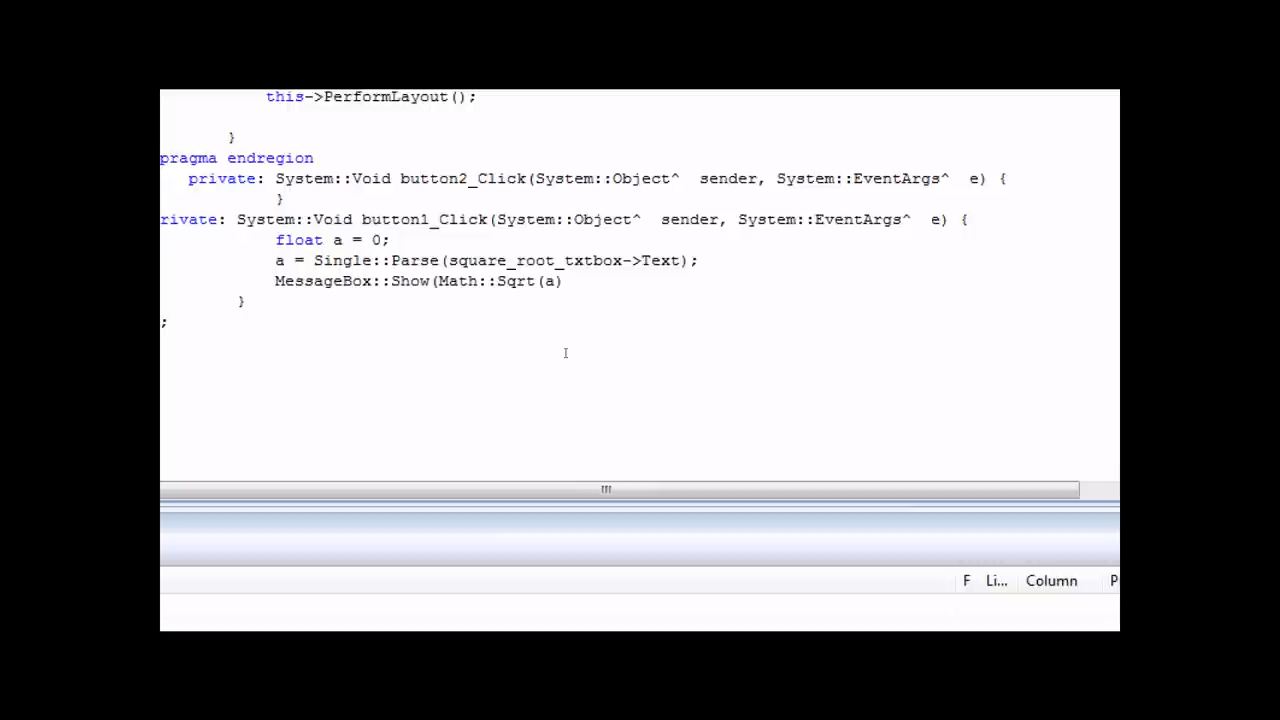 this->PerformLayout();
}
pragma endregion
private: System::Void button2_Click(System::Object^  sender, System::EventArgs^  e) {
}
rivate: System::Void button1_Click(System::Object^  sender, System::EventArgs^  e) {
float a = 0;
a = Single::Parse(square_root_txtbox->Text);
MessageBox::Show(Math::Sqrt(a)
}
;
F Li... Column P